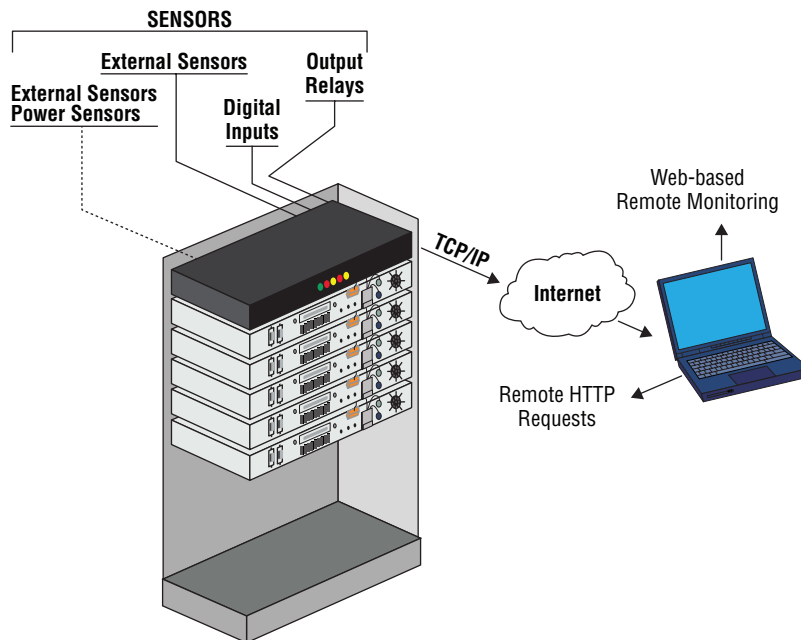 SENSORS
External Sensors
Output
Relays
External Sensors
Power Sensors
Digital
Inputs
Web-based
Remote Monitoring
TCP/IP
Internet
Remote HTTP
Requests